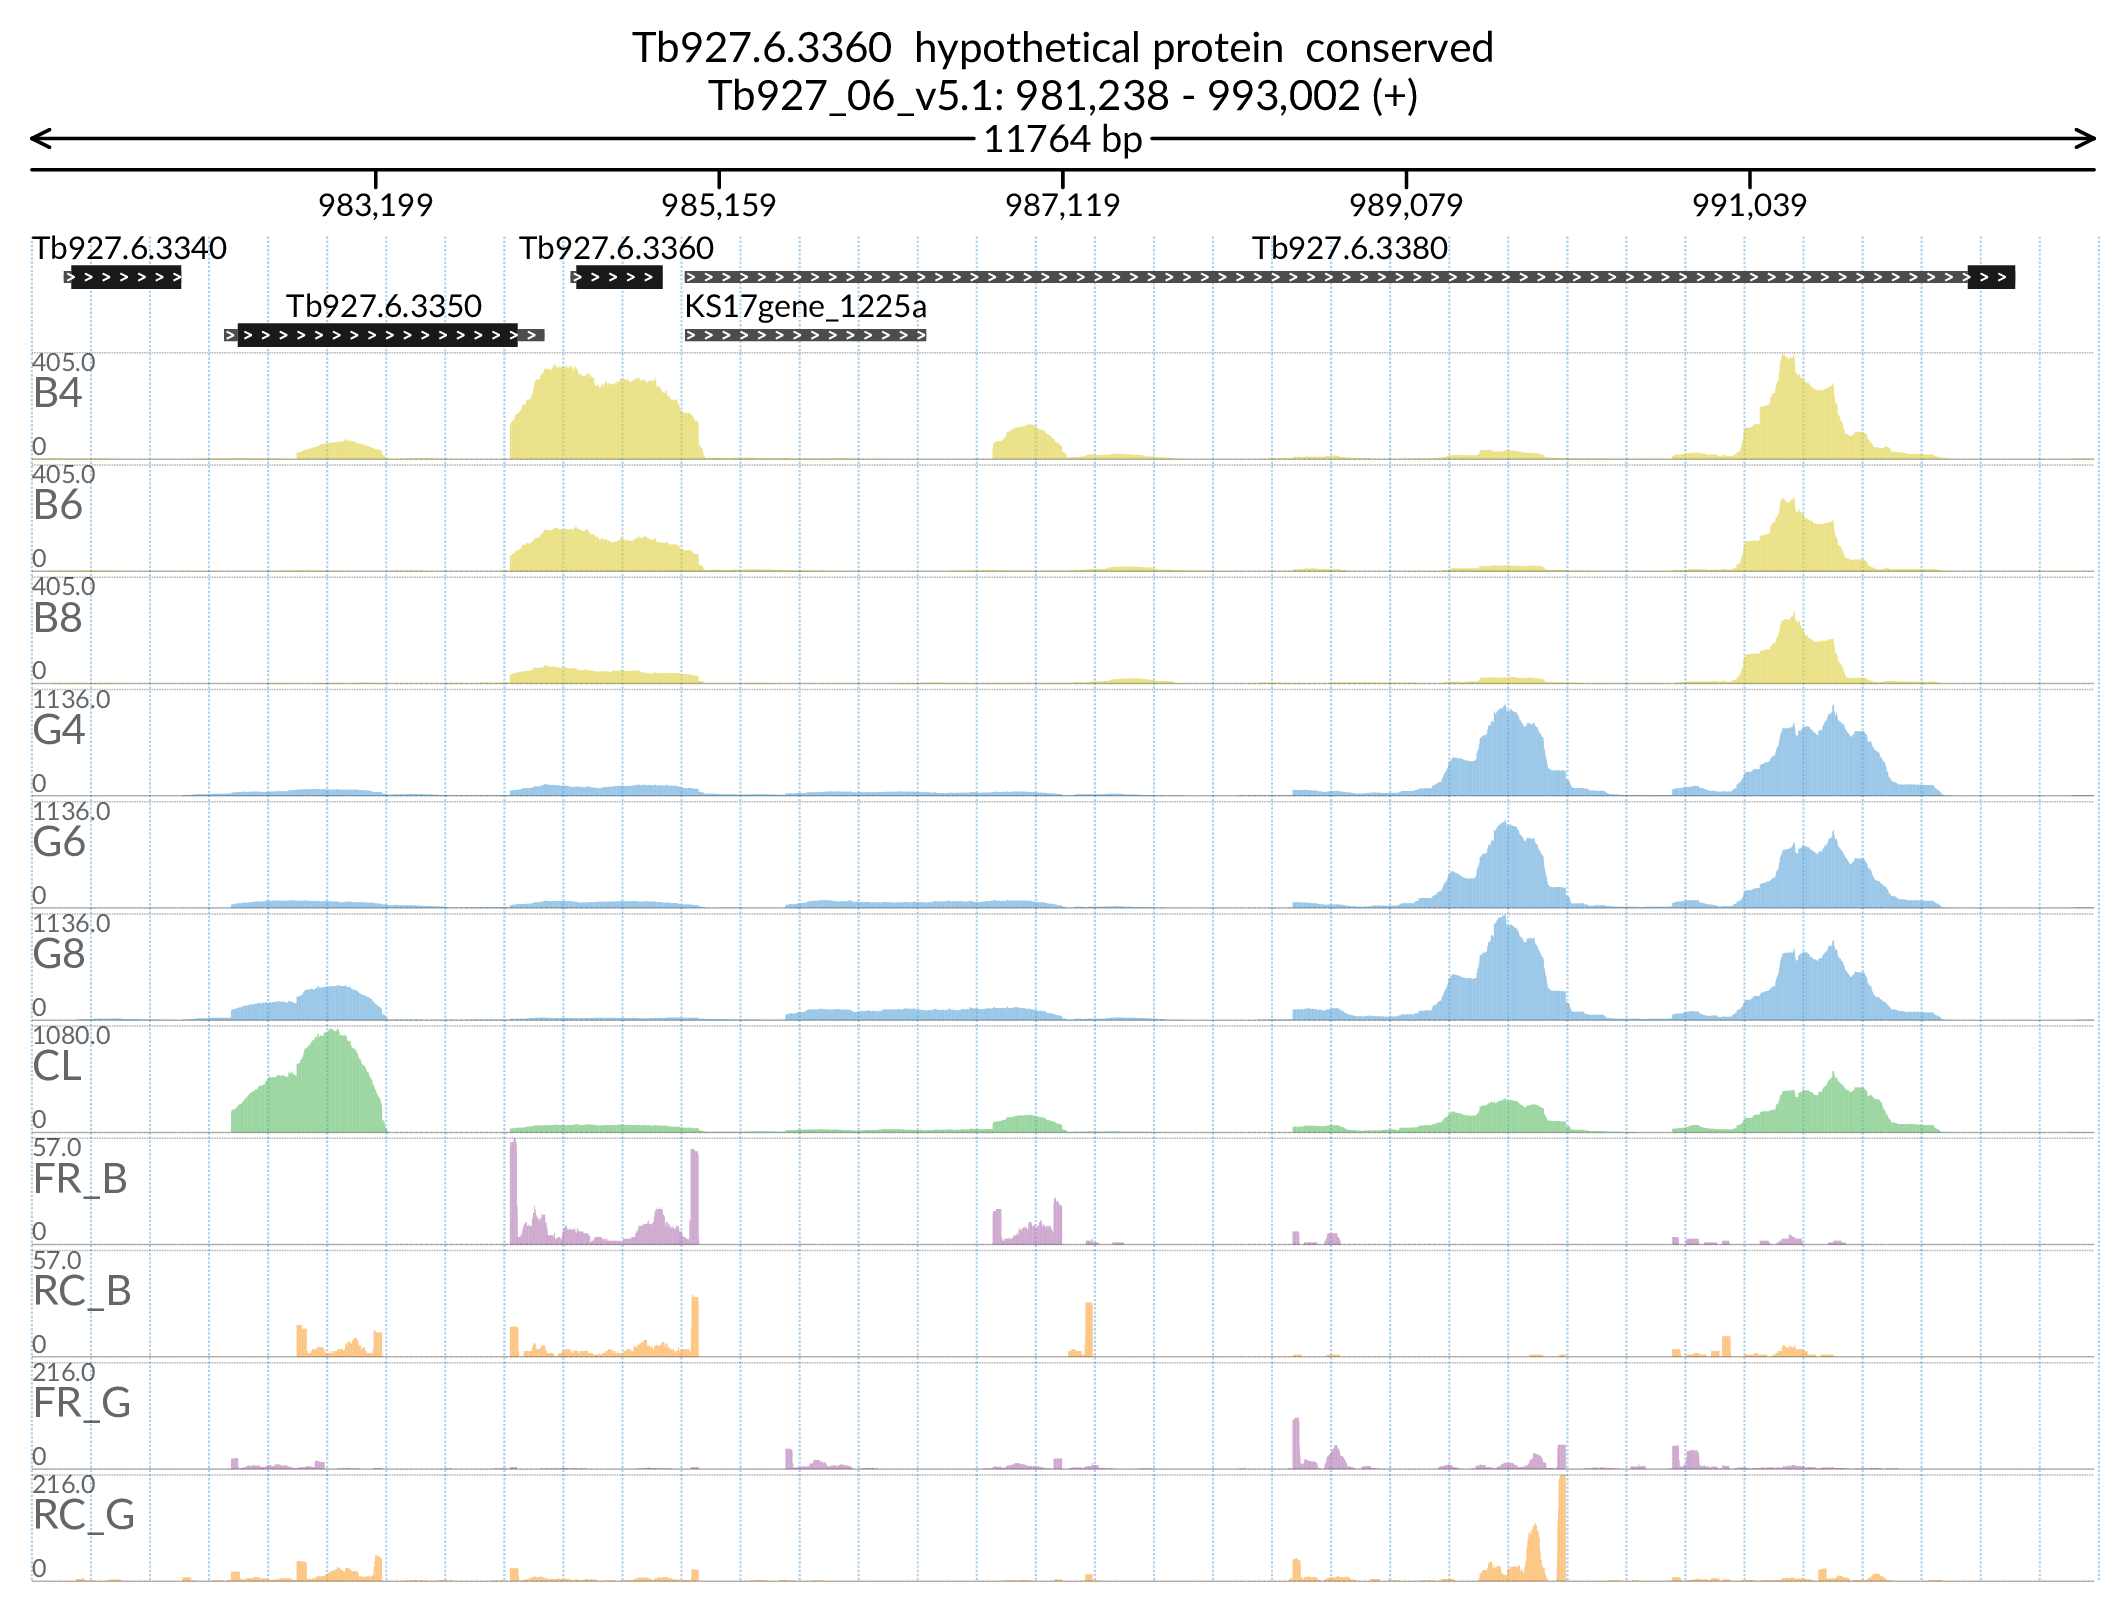 Tb927.6.3360  hypothetical protein  conserved
Tb927_06_v5.1: 981,238 - 993,002 (+)
11764 bp
983,199 985,159 987,119 989,079 991,039
Tb927.6.3340 Tb927.6.3360 Tb927.6.3380
Tb927.6.3350 KS17gene_1225a
405.0
B4
0
405.0
B6
0
405.0
B8
0
1136.0
G4
0
1136.0
G6
0
1136.0
G8
0
1080.0
CL
0
57.0
FR_B
0
57.0
RC_B
0
216.0
FR_G
0
216.0
RC_G
0